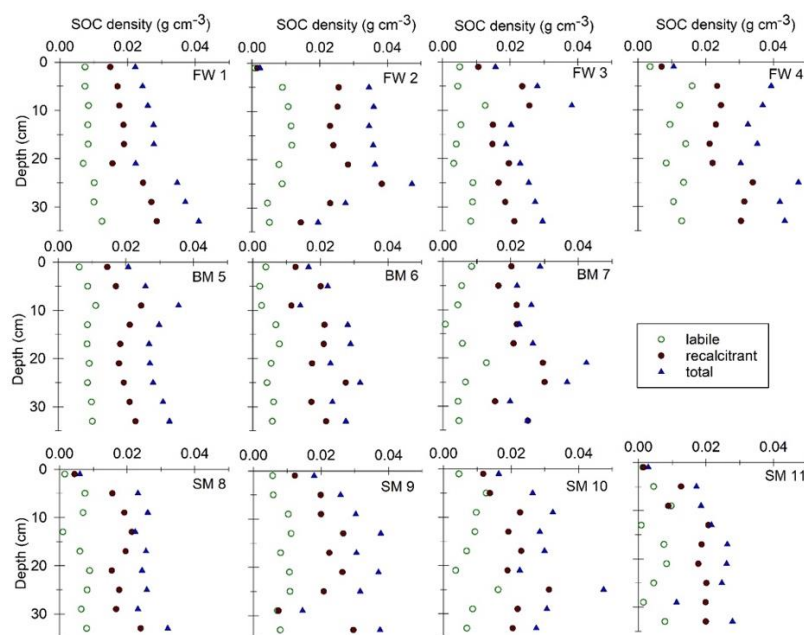 SOC density (g cm⁻³) SOC density (g cm⁻³) SOC density (g cm⁻³) SOC density (g cm⁻³)
0.00 0.02 0.04 0.00 0.02 0.04 0.00 0.02 0.04 0.00 0.02 0.04
0
10
20
30
Depth (cm)
FW 1
FW 2
FW 3
FW 4
0.00 0.02 0.04 0.00 0.02 0.04 0.00 0.02 0.04
0
10
20
30
Depth (cm)
BM 5
BM 6
BM 7
labile
recalcitrant
total
0.00 0.02 0.04 0.00 0.02 0.04 0.00 0.02 0.04 0.00 0.02 0.04
0
10
20
30
Depth (cm)
SM 8
SM 9
SM 10
SM 11